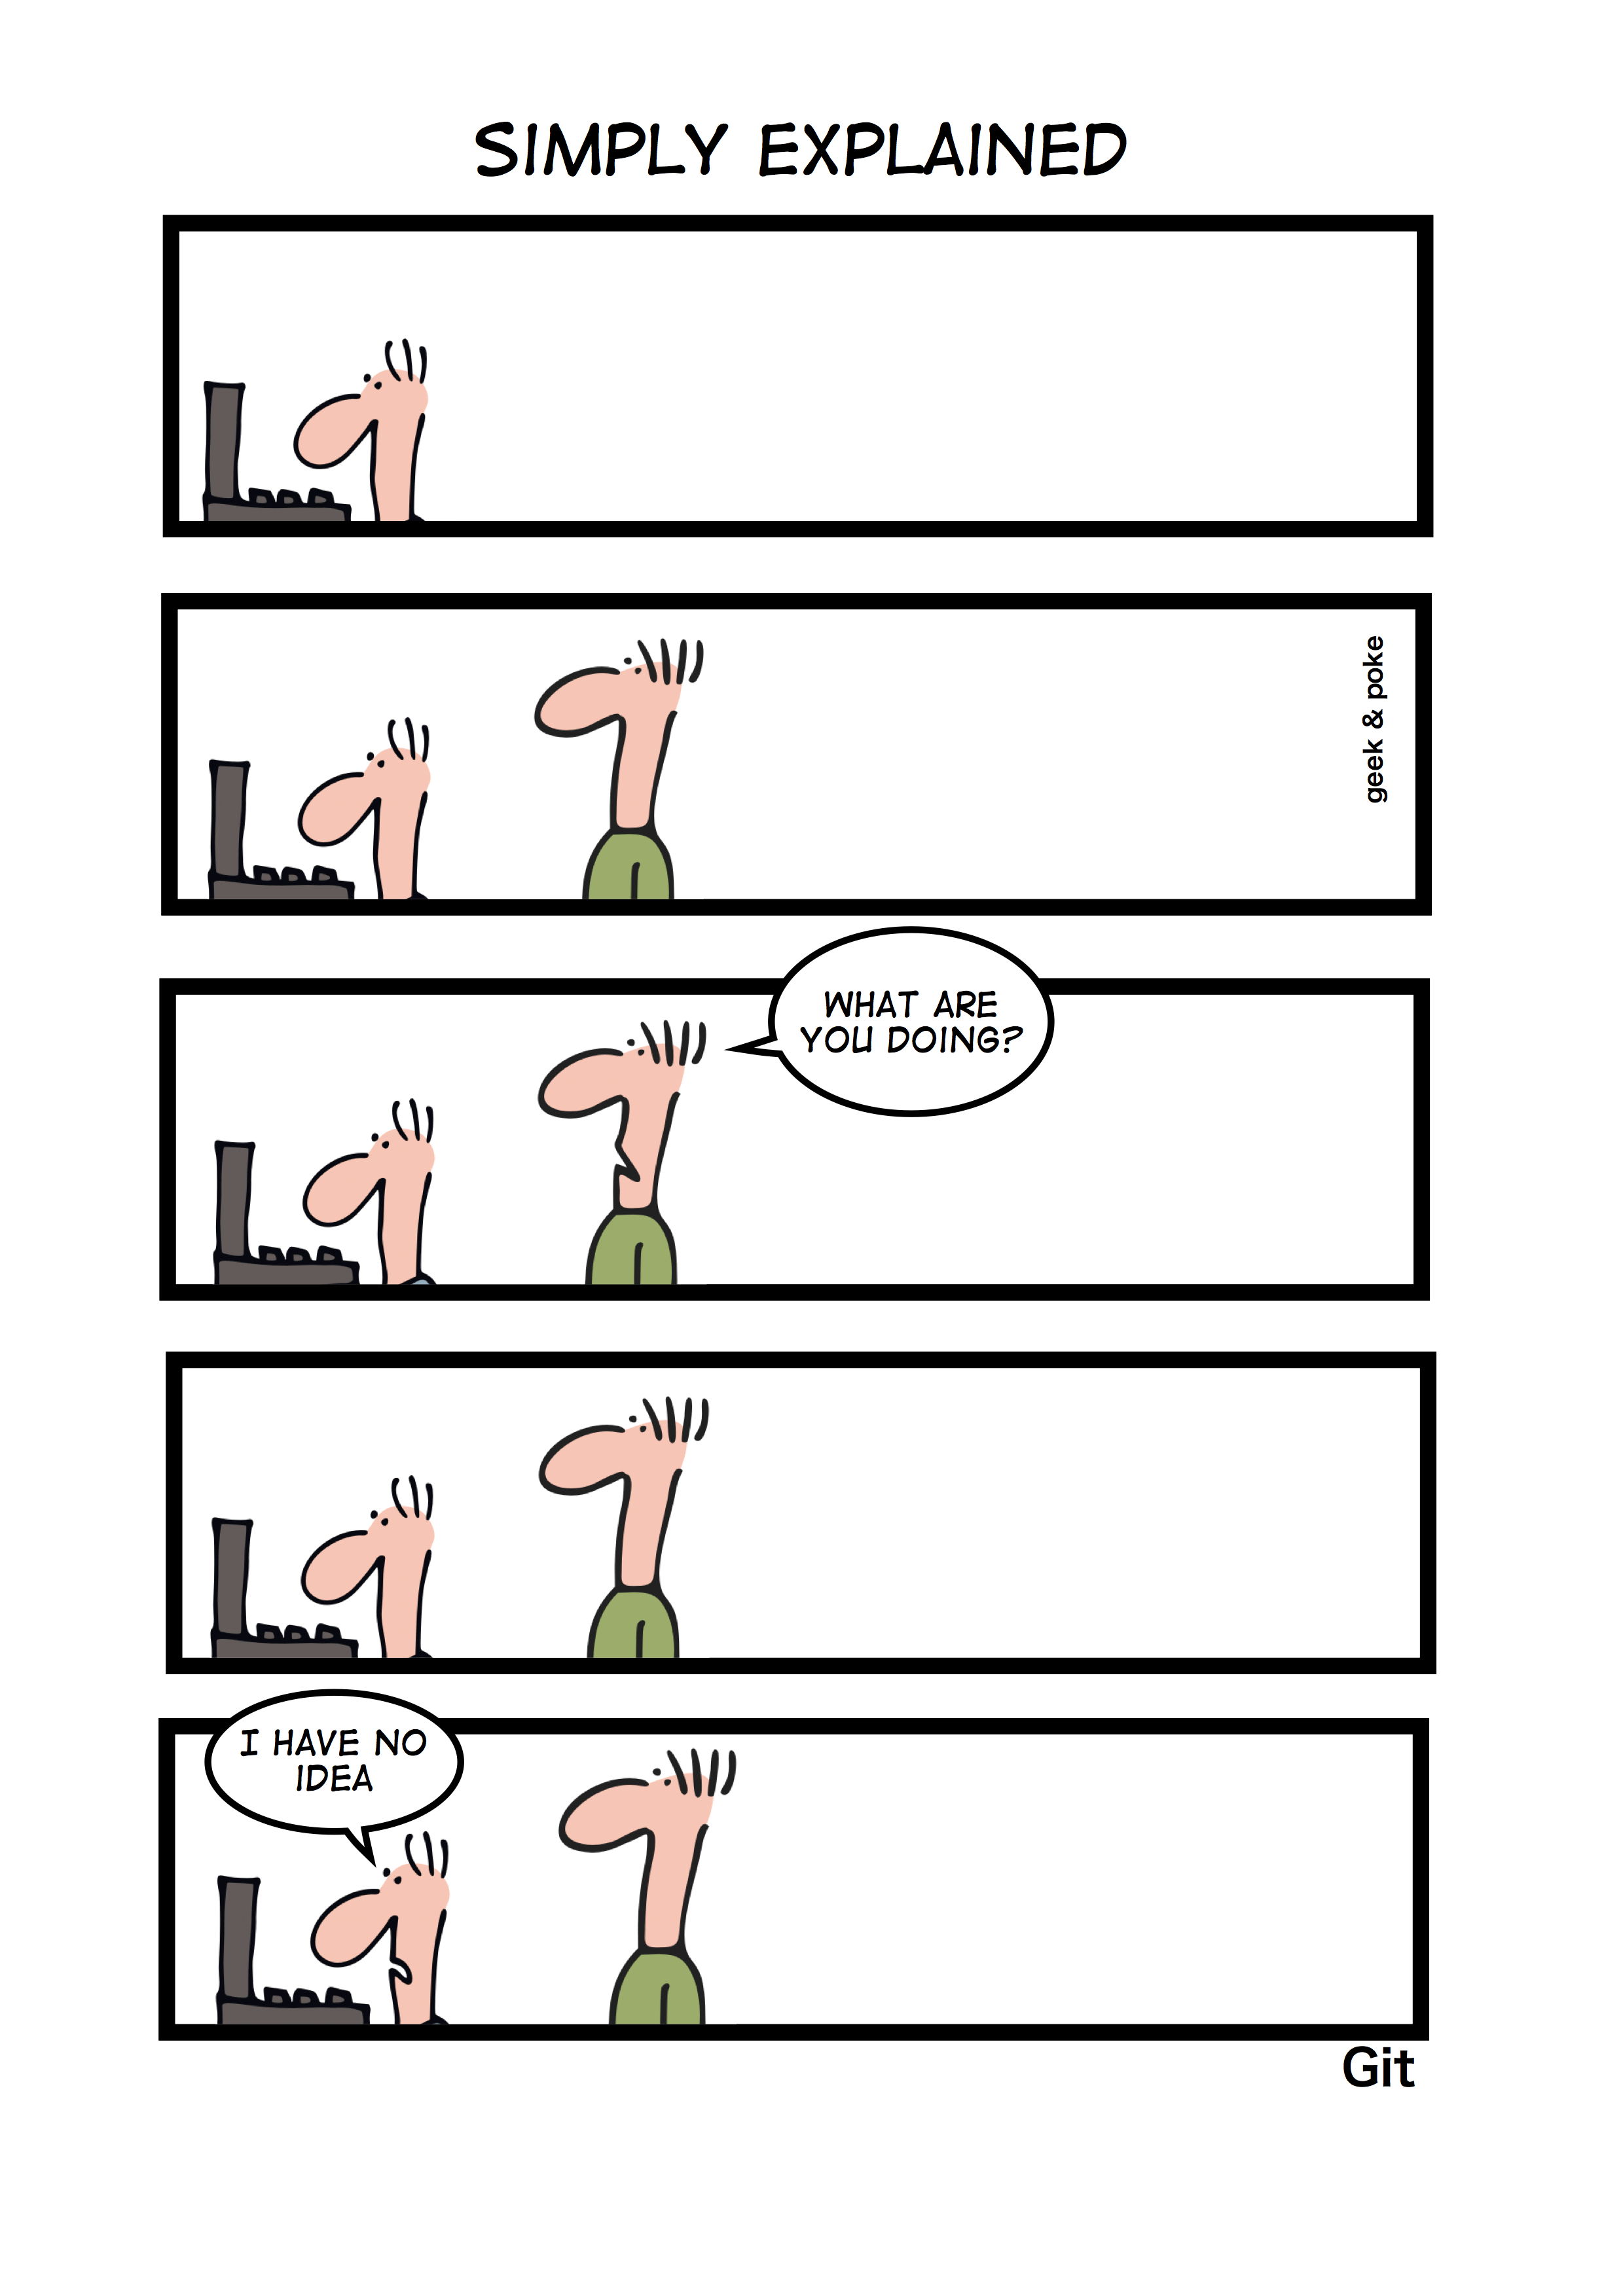 SIMPLY EXPLAINED
geek & poke
WHAT ARE
YOU DOING?
I HAVE NO
IDEA
Git